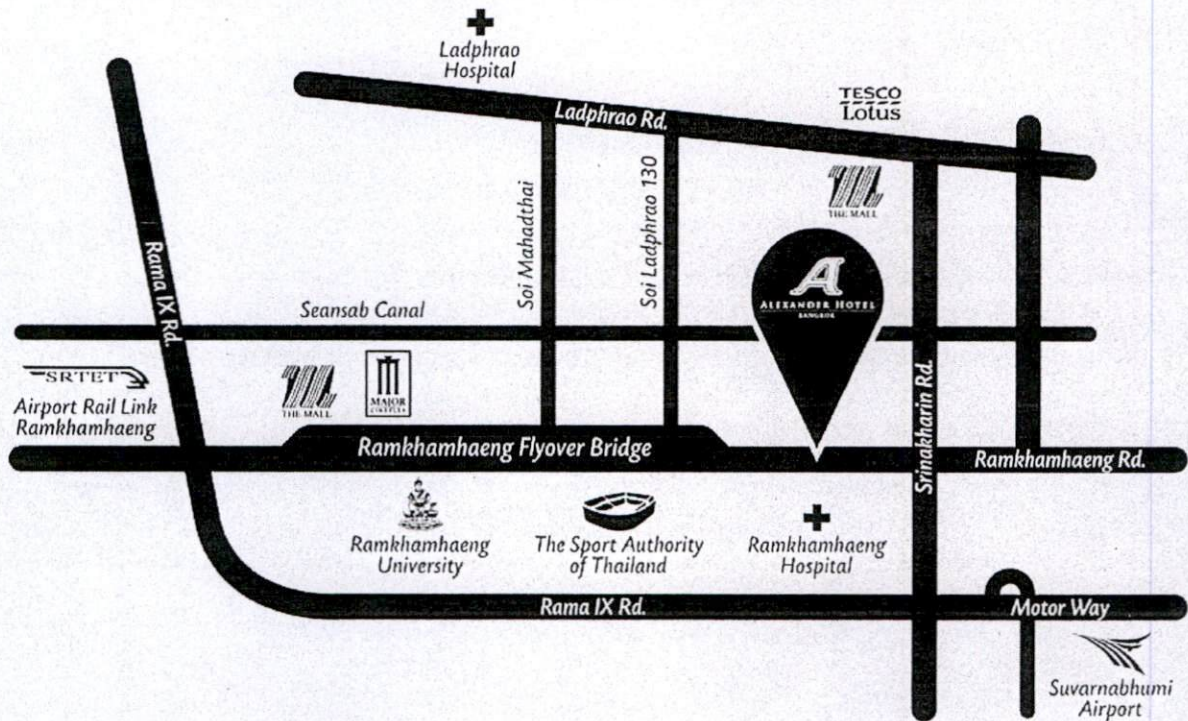 Ladphrao
Hospital
TESCO
Lotus
Ladphrao Rd.
THE MALL
Rama IX Rd.
Soi Mahadthai
Soi Ladphrao 130
A
ALEXANDER HOTEL
BANGKOK
Seansab Canal
SRTET
Airport Rail Link
Ramkhamhaeng
THE MALL
MAJOR
CINEPLEX
Srinakharin Rd.
Ramkhamhaeng Flyover Bridge
Ramkhamhaeng Rd.
Ramkhamhaeng
University
The Sport Authority
of Thailand
Ramkhamhaeng
Hospital
Rama IX Rd.
Motor Way
Suvarnabhumi
Airport